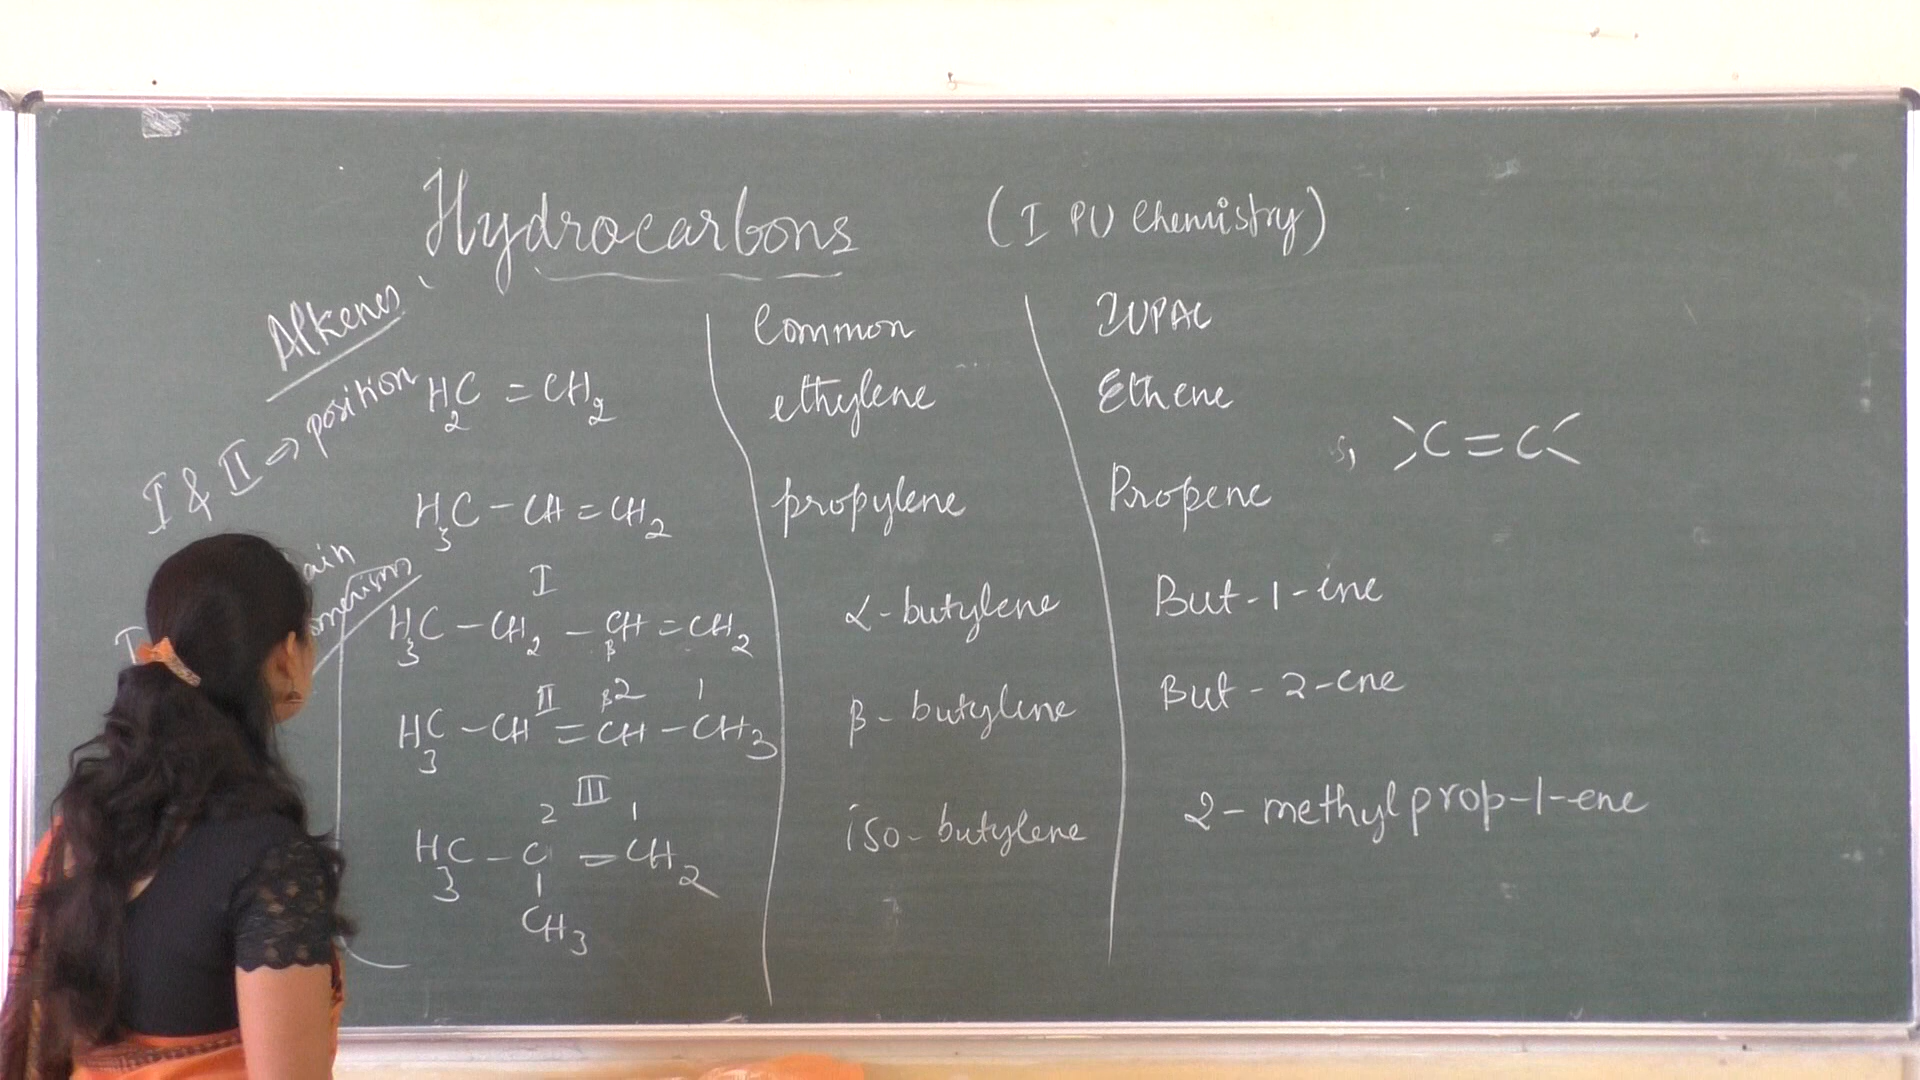 Hydrocarbons (I PU Chemistry)
Alkenes
Common IUPAC
I & II ⇒ position
H₂C = CH₂ ethylene Ethene
>C = C<
H₃C - CH = CH₂ propylene Propene
I
H₃C - CH₂ - CH = CH₂ α-butylene But-1-ene
β
II β 2 1
H₃C - CH = CH - CH₃ β-butylene But-2-ene
III
2 1
H₃C - C = CH₂ iso-butylene 2-methylprop-1-ene
CH₃